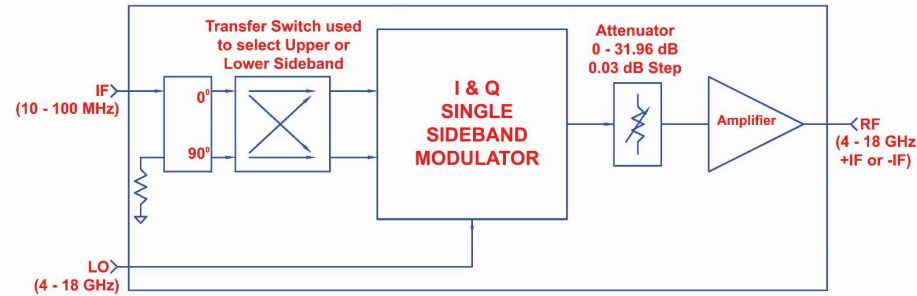 Transfer Switch used
to select Upper or
Lower Sideband
Attenuator
0 - 31.96 dB
0.03 dB Step
IF
(10 - 100 MHz)
0⁰
90⁰
I & Q
SINGLE
SIDEBAND
MODULATOR
Amplifier
RF
(4 - 18 GHz
+IF or -IF)
LO
(4 - 18 GHz)